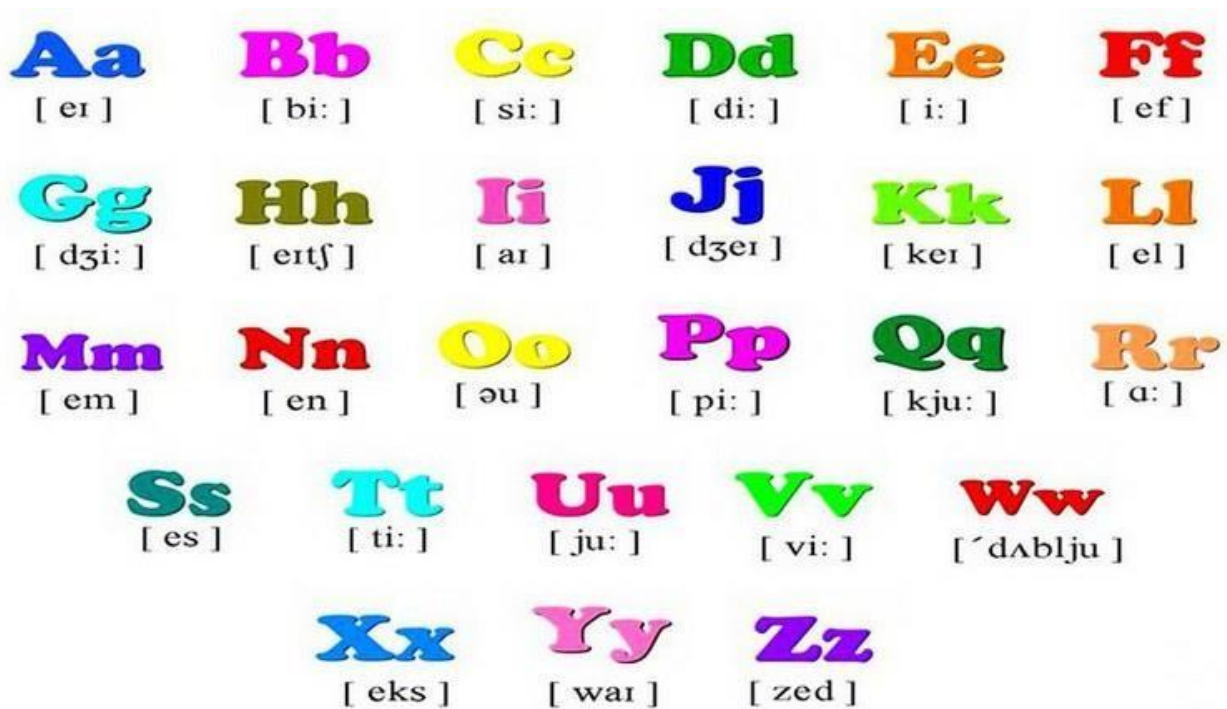 Aa Bb Cc Dd Ee Ff
[ eɪ ] [ bi: ] [ si: ] [ di: ] [ i: ] [ ef ]
Gg Hh Ii Jj Kk Ll
[ dʒi: ] [ eɪtʃ ] [ aɪ ] [ dʒeɪ ] [ keɪ ] [ el ]
Mm Nn Oo Pp Qq Rr
[ em ] [ en ] [ əu ] [ pi: ] [ kju: ] [ ɑ: ]
Ss Tt Uu Vv Ww
[ es ] [ ti: ] [ ju: ] [ vi: ] [ ´dʌblju ]
Xx Yy Zz
[ eks ] [ waɪ ] [ zed ]